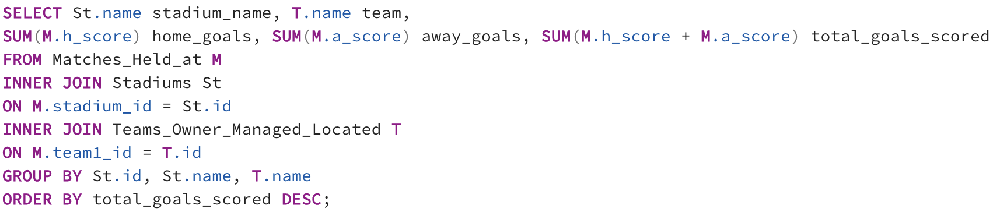 SELECT St.name stadium_name, T.name team,
SUM(M.h_score) home_goals, SUM(M.a_score) away_goals, SUM(M.h_score + M.a_score) total_goals_scored
FROM Matches_Held_at M
INNER JOIN Stadiums St
ON M.stadium_id = St.id
INNER JOIN Teams_Owner_Managed_Located T
ON M.team1_id = T.id
GROUP BY St.id, St.name, T.name
ORDER BY total_goals_scored DESC;